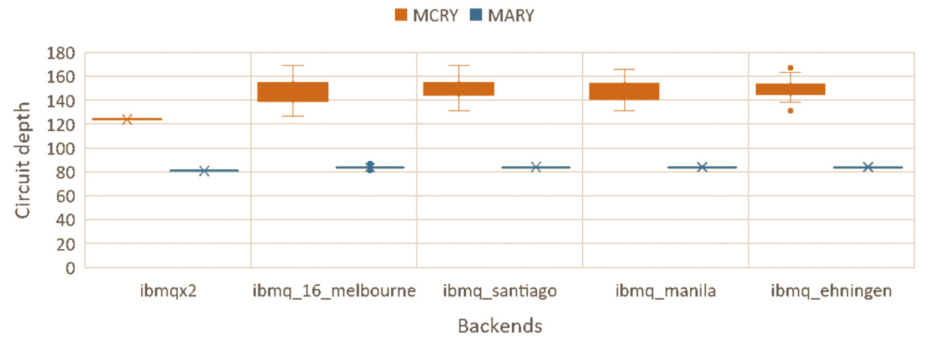 MCRY MARY
Circuit depth
180
160
140
120
100
80
60
40
20
0
ibmqx2 ibmq_16_melbourne ibmq_santiago ibmq_manila ibmq_ehningen
Backends